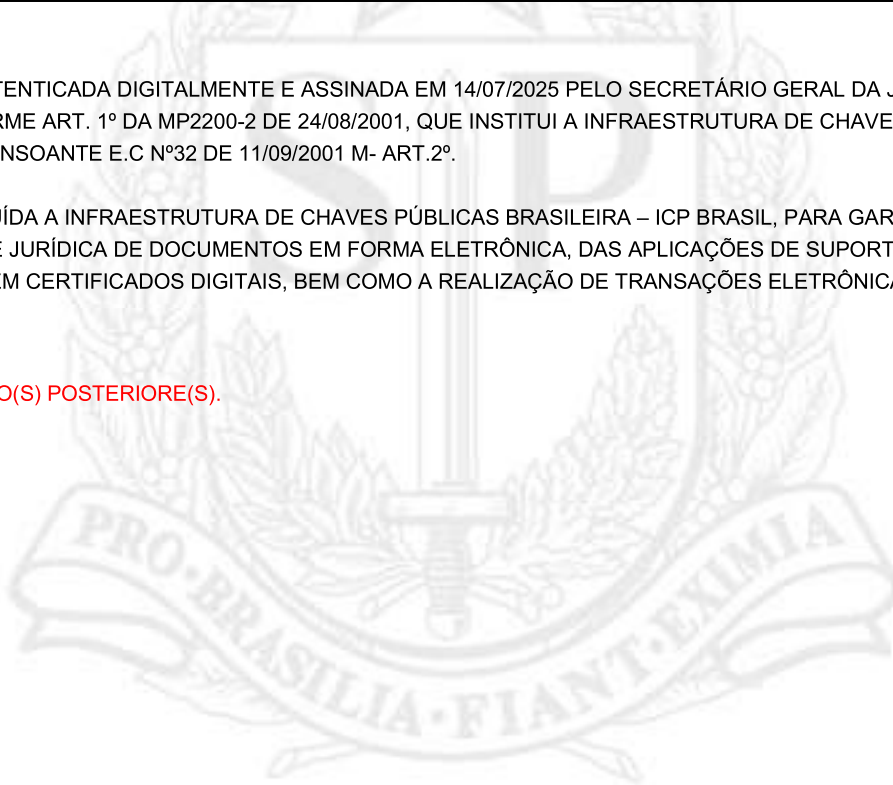 TENTICADA DIGITALMENTE E ASSINADA EM 14/07/2025 PELO SECRETÁRIO GERAL DA J
RME ART. 1º DA MP2200-2 DE 24/08/2001, QUE INSTITUI A INFRAESTRUTURA DE CHAVE
NSOANTE E.C Nº32 DE 11/09/2001 M- ART.2º.
ÍDA A INFRAESTRUTURA DE CHAVES PÚBLICAS BRASILEIRA – ICP BRASIL, PARA GAR
E JURÍDICA DE DOCUMENTOS EM FORMA ELETRÔNICA, DAS APLICAÇÕES DE SUPORT
EM CERTIFICADOS DIGITAIS, BEM COMO A REALIZAÇÃO DE TRANSAÇÕES ELETRÔNICA
O(S) POSTERIORE(S).
SP
PRO·BRASILIA·FIANT·EXIMIA